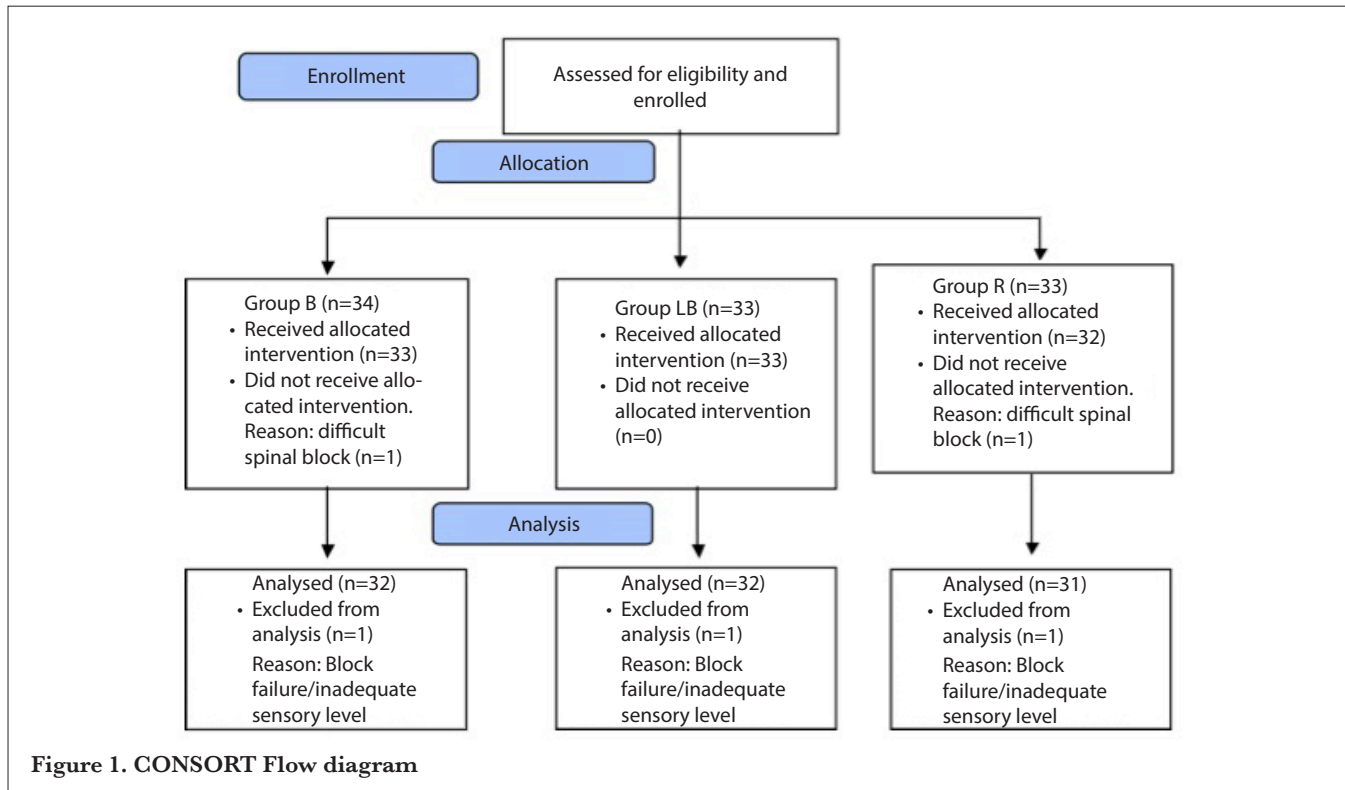 Enrollment
Assessed for eligibility and
enrolled
Allocation
Group B (n=34)
• Received allocated
intervention (n=33)
• Did not receive allo-
cated intervention.
Reason: difficult
spinal block (n=1)
Group LB (n=33)
• Received allocated
intervention (n=33)
• Did not receive
allocated intervention
(n=0)
Group R (n=33)
• Received allocated
intervention (n=32)
• Did not receive
allocated intervention.
Reason: difficult spinal
block (n=1)
Analysis
Analysed (n=32)
• Excluded from
analysis (n=1)
Reason: Block
failure/inadequate
sensory level
Analysed (n=32)
• Excluded from
analysis (n=1)
Reason: Block
failure/inadequate
sensory level
Analysed (n=31)
• Excluded from
analysis (n=1)
Reason: Block
failure/inadequate
sensory level
Figure 1. CONSORT Flow diagram